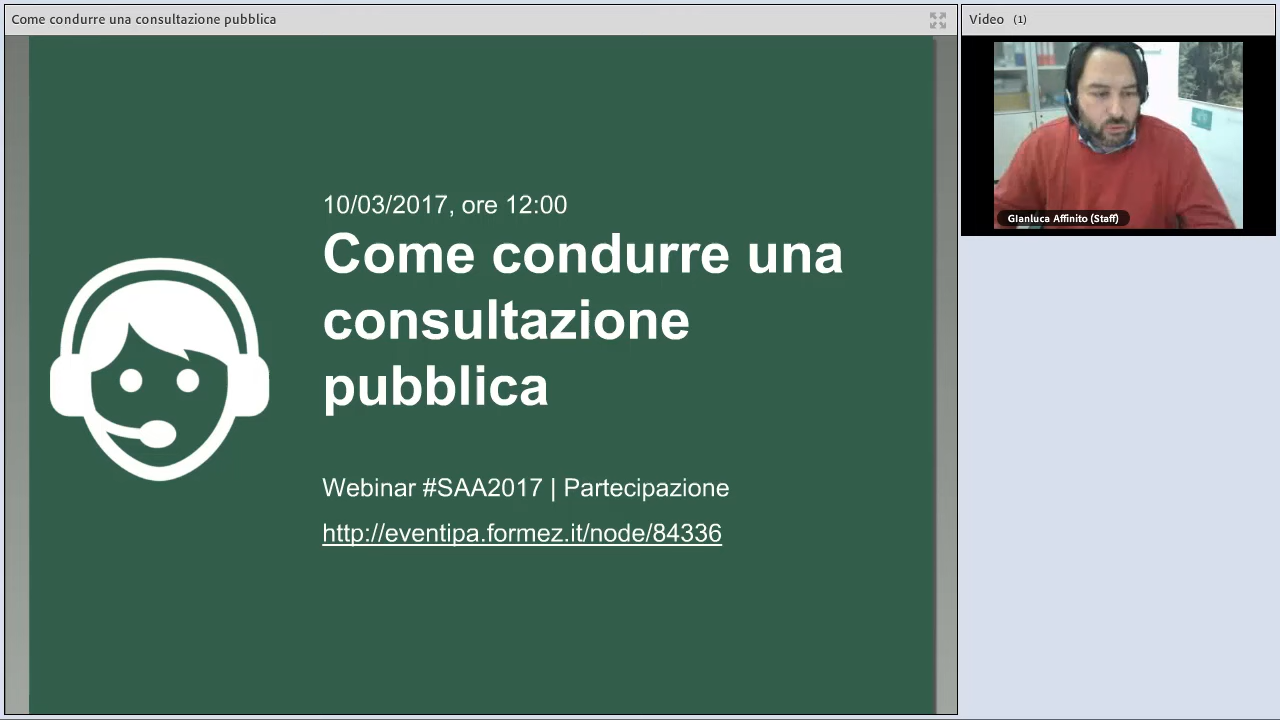 Come condurre una consultazione pubblica
Video (1)
Gianluca Affinito (Staff)
10/03/2017, ore 12:00
Come condurre una
consultazione
pubblica
Webinar #SAA2017 | Partecipazione
http://eventipa.formez.it/node/84336